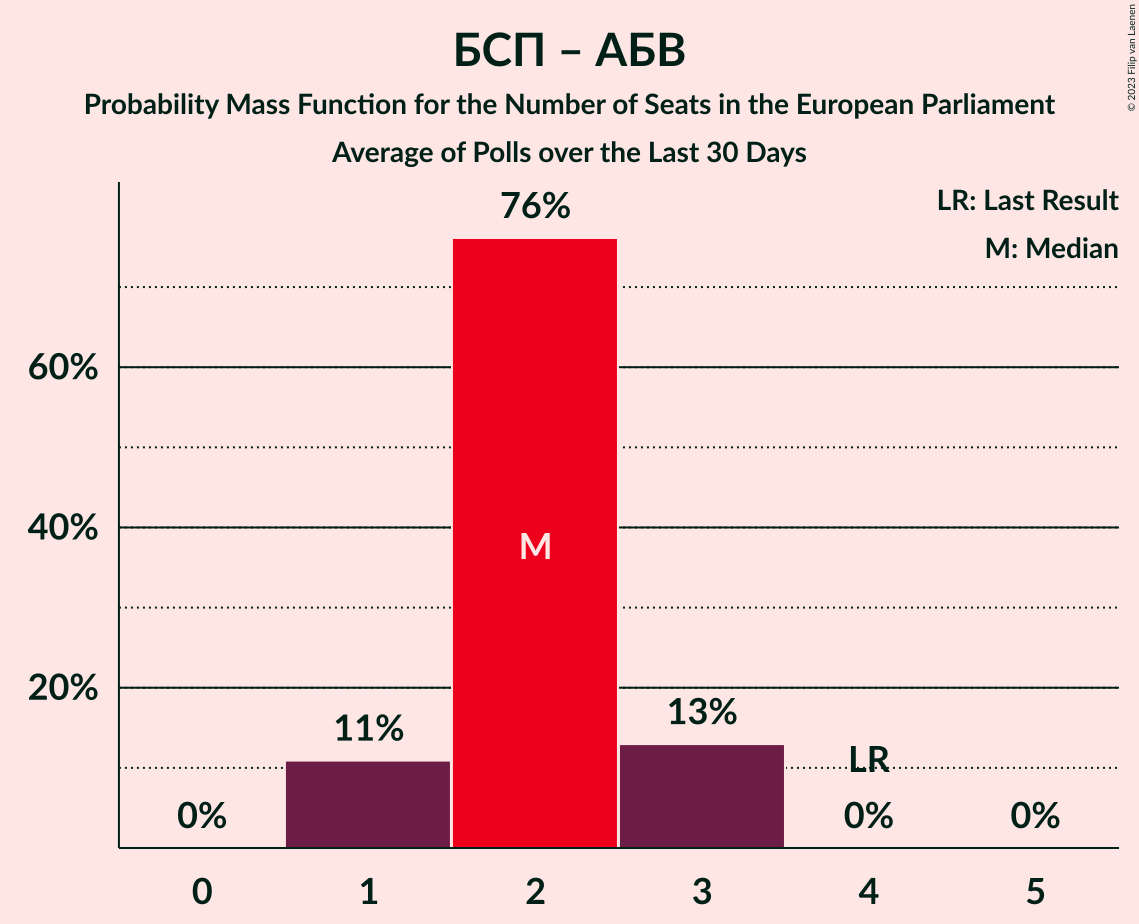 БСП – АБВ
Probability Mass Function for the Number of Seats in the European Parliament
Average of Polls over the Last 30 Days
© 2023 Filip van Laenen
LR: Last Result
M: Median
76%
60%
40%
M
20%
13%
11%
LR
0%
0%
0%
0 1 2 3 4 5